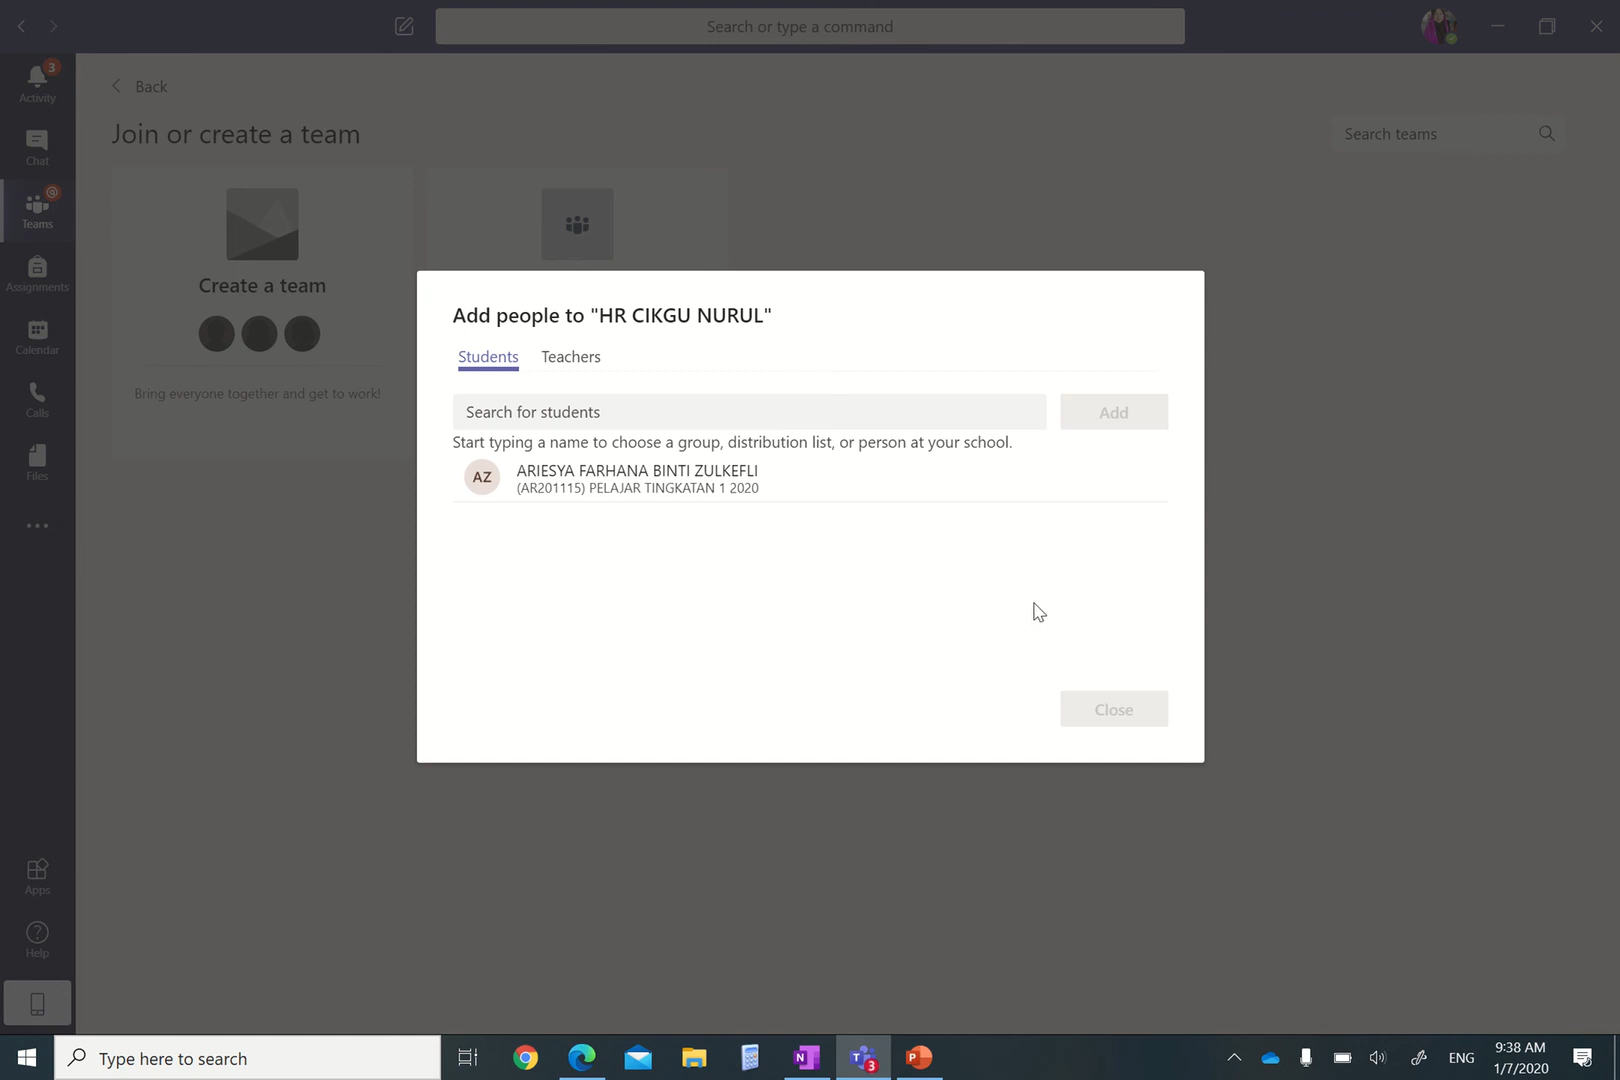 Search or type a command
3
Activity
Back
Join or create a team
Search teams
Chat
Teams
Create a team
Assignments
Add people to "HR CIKGU NURUL"
Calendar
Students Teachers
Bring everyone together and get to work!
Calls
Search for students
Add
Start typing a name to choose a group, distribution list, or person at your school.
Files
AZ
ARIESYA FARHANA BINTI ZULKEFLI
(AR201115) PELAJAR TINGKATAN 1 2020
Close
Apps
Help
Type here to search
N
T
3
P
ENG
9:38 AM
1/7/2020